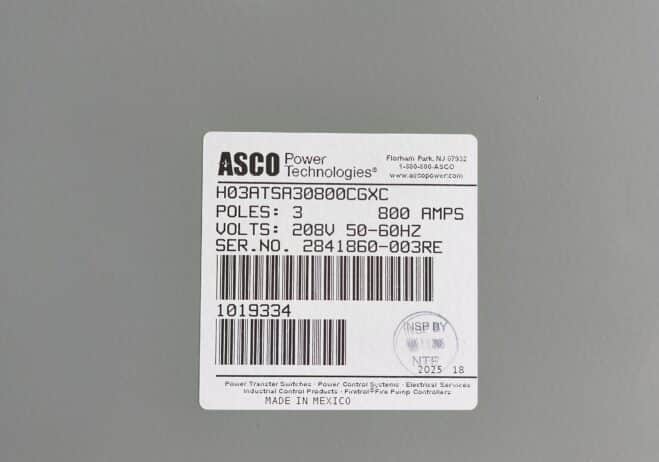 ASCO Power Technologies®
Florham Park, NJ 07932
1-800-800-ASCO
www.ascopower.com
H03ATSA30800CGXC
POLES: 3 800 AMPS
VOLTS: 208V 50-60HZ
SER.NO. 2841860-003RE
1019334
INSP BY
NTE
2025 18
Power Transfer Switches · Power Control Systems · Electrical Services
Industrial Control Products · Firetrol® Fire Pump Controllers
MADE IN MEXICO